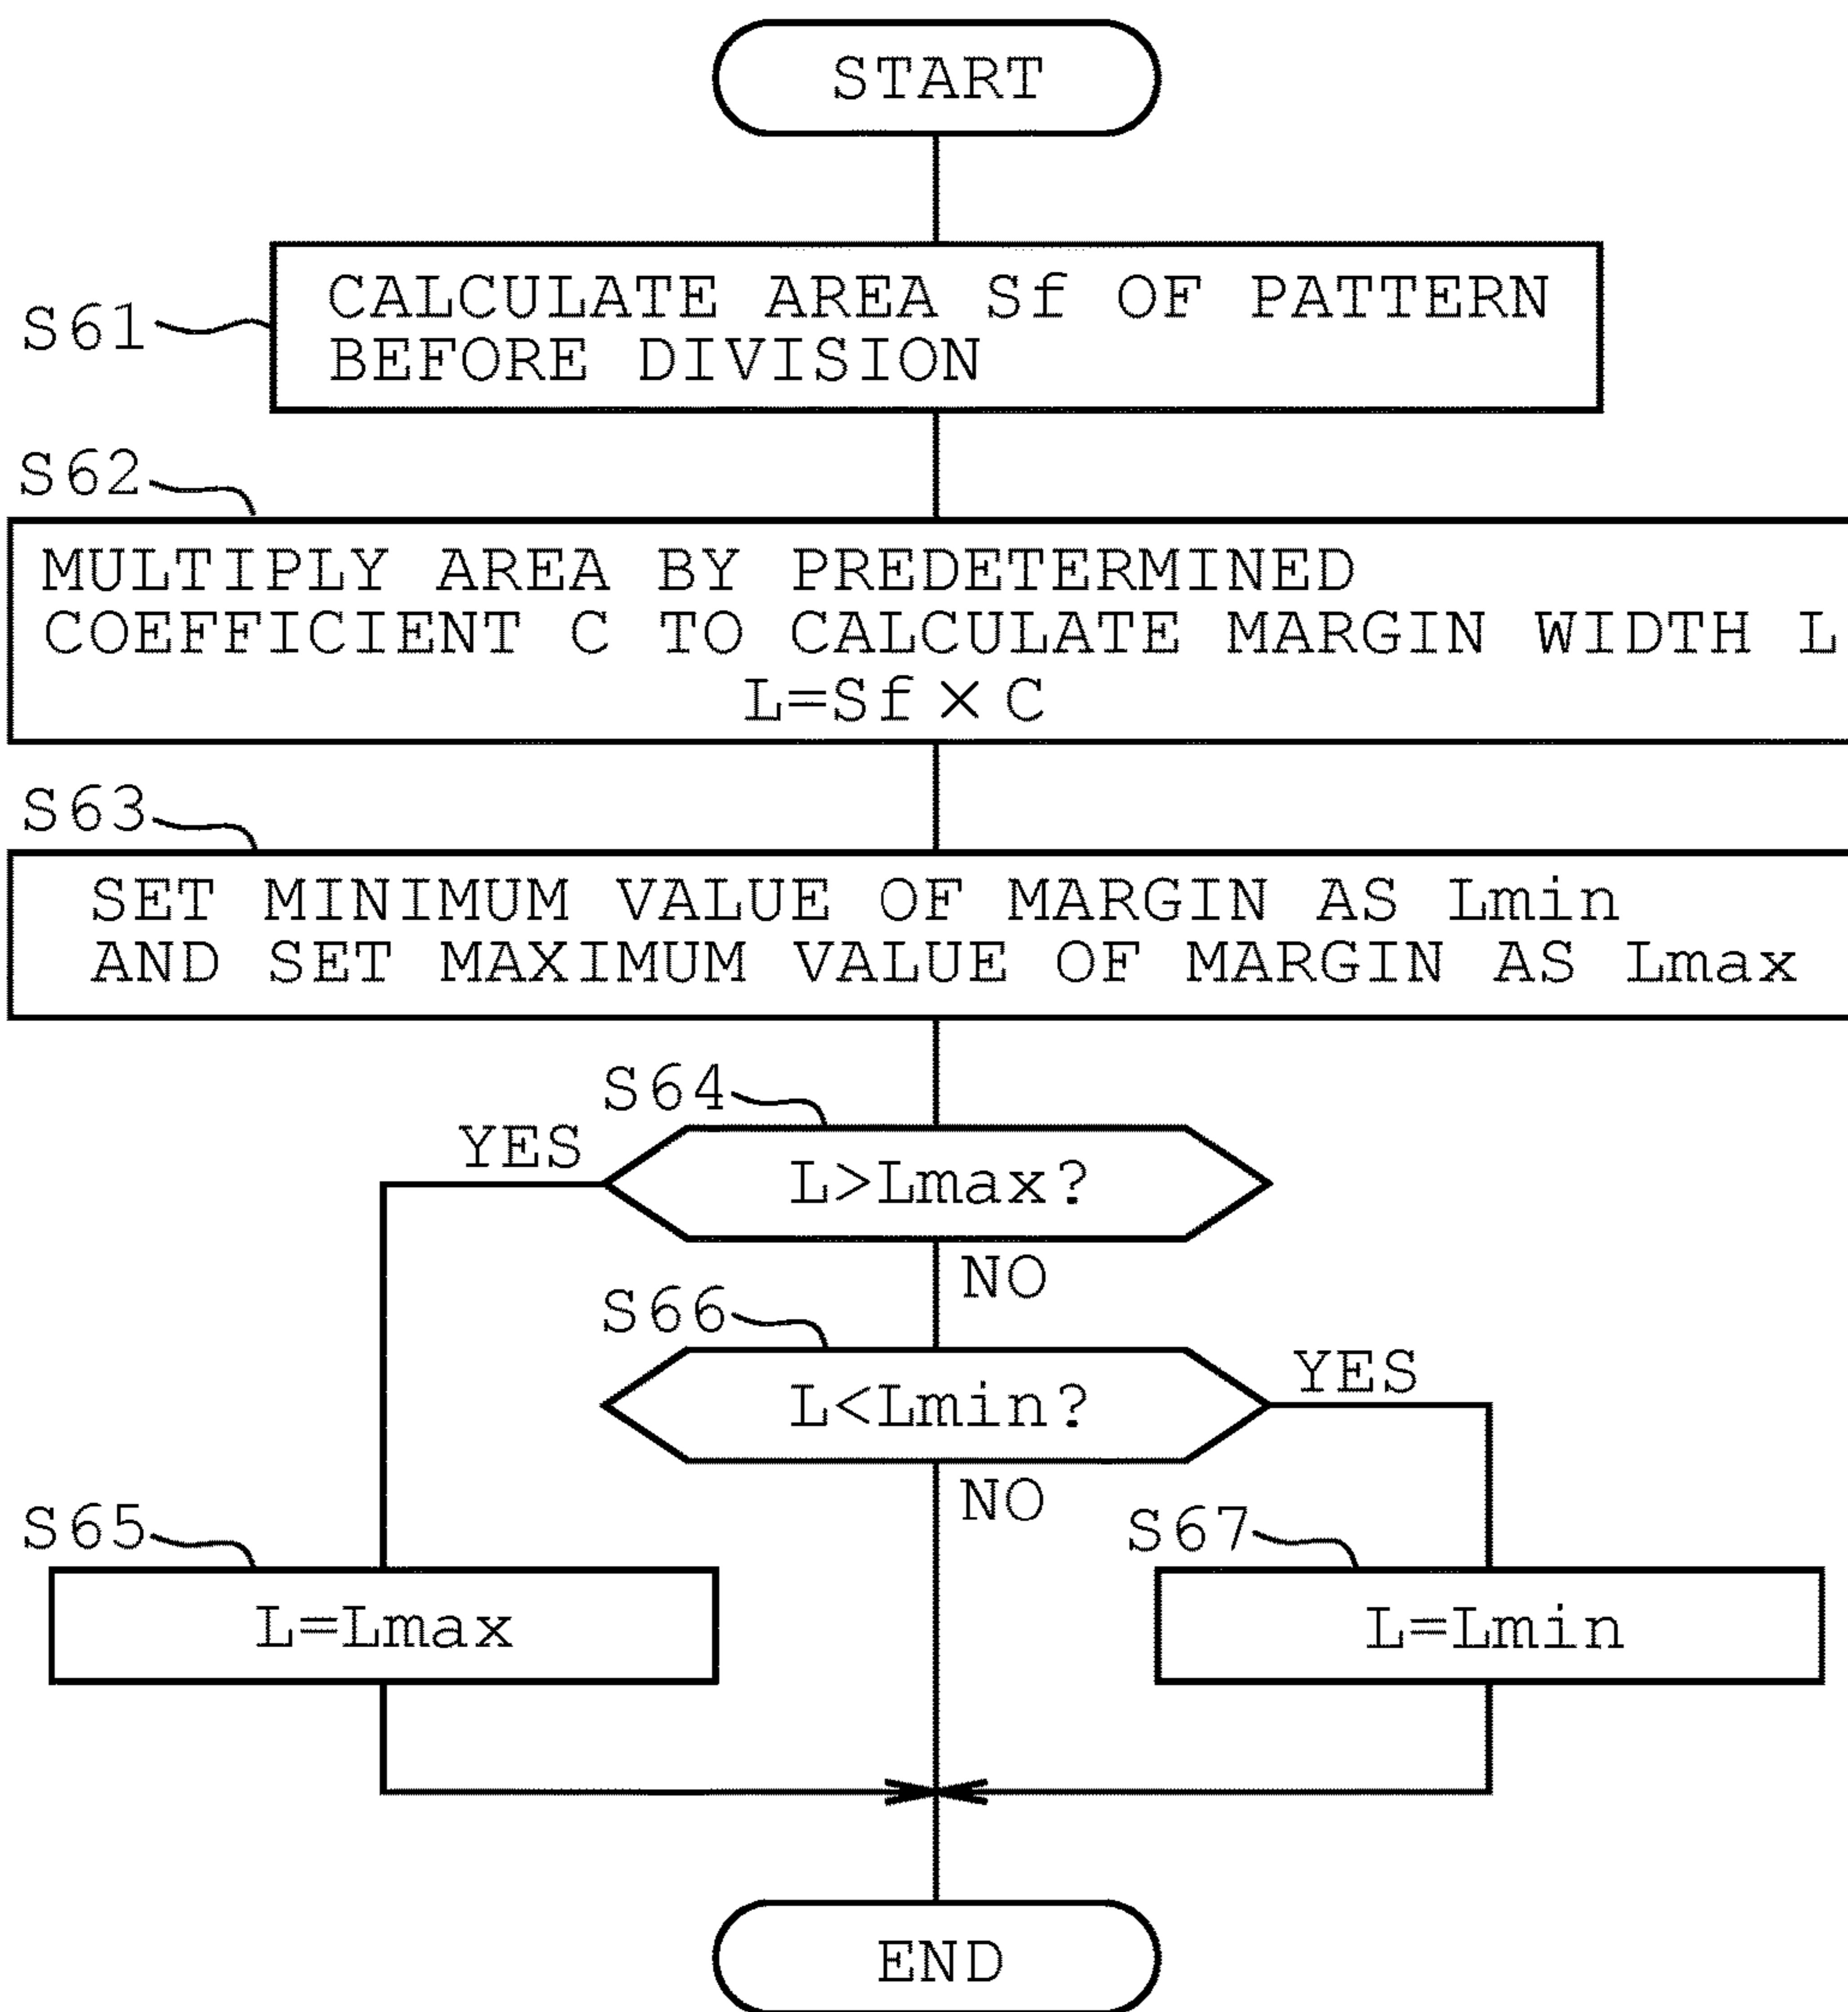 START
S61
CALCULATE AREA Sf OF PATTERN
BEFORE DIVISION
S62
MULTIPLY AREA BY PREDETERMINED
COEFFICIENT C TO CALCULATE MARGIN WIDTH L
L=Sf×C
S63
SET MINIMUM VALUE OF MARGIN AS Lmin
AND SET MAXIMUM VALUE OF MARGIN AS Lmax
S64
YES
L>Lmax?
NO
S66
YES
L<Lmin?
NO
S65
S67
L=Lmax
L=Lmin
END